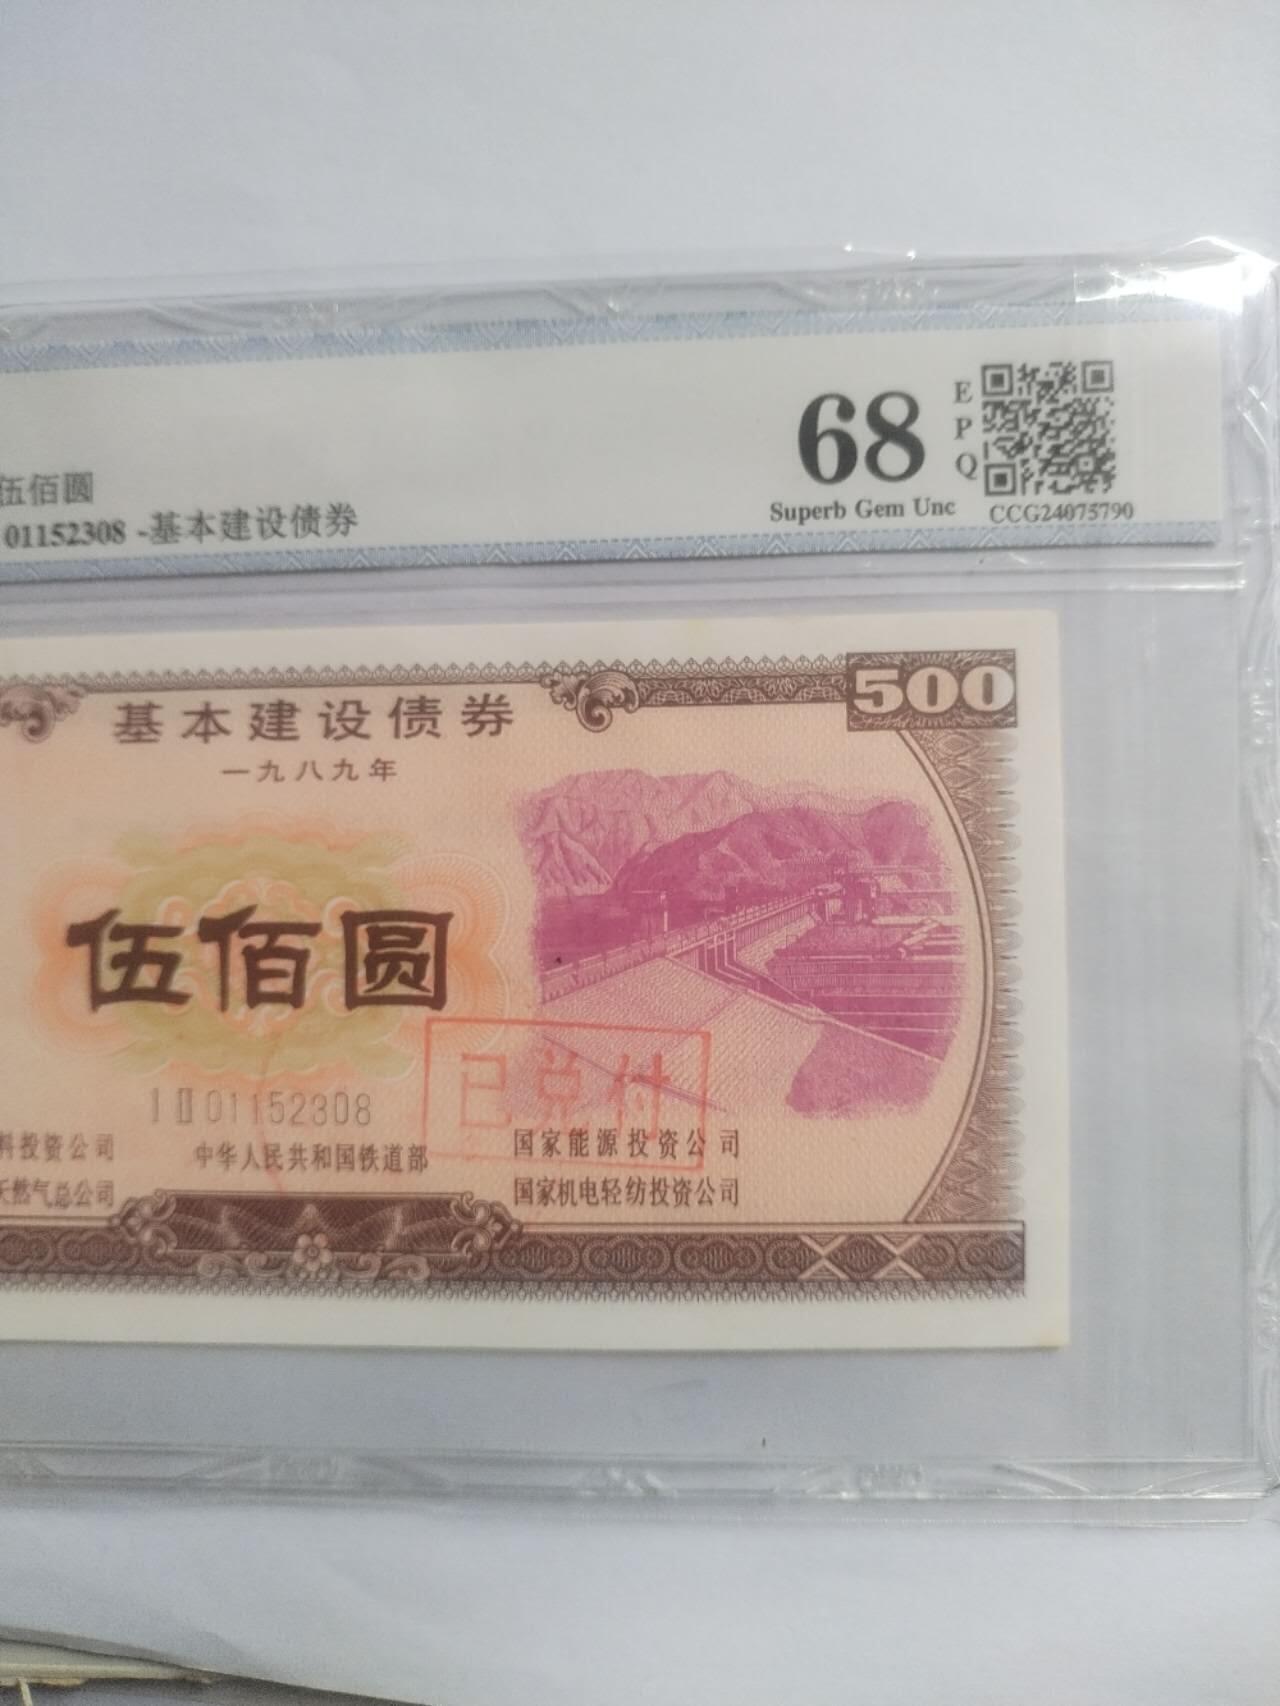 伍佰圆
01152308 -基本建设债券
68
EPQ
Superb Gem Unc
CCG24075790
500
基本建设债券
一九八九年
伍佰圆
已兑付
01152308
料投资公司
中华人民共和国铁道部
国家能源投资公司
天然气总公司
国家机电轻纺投资公司